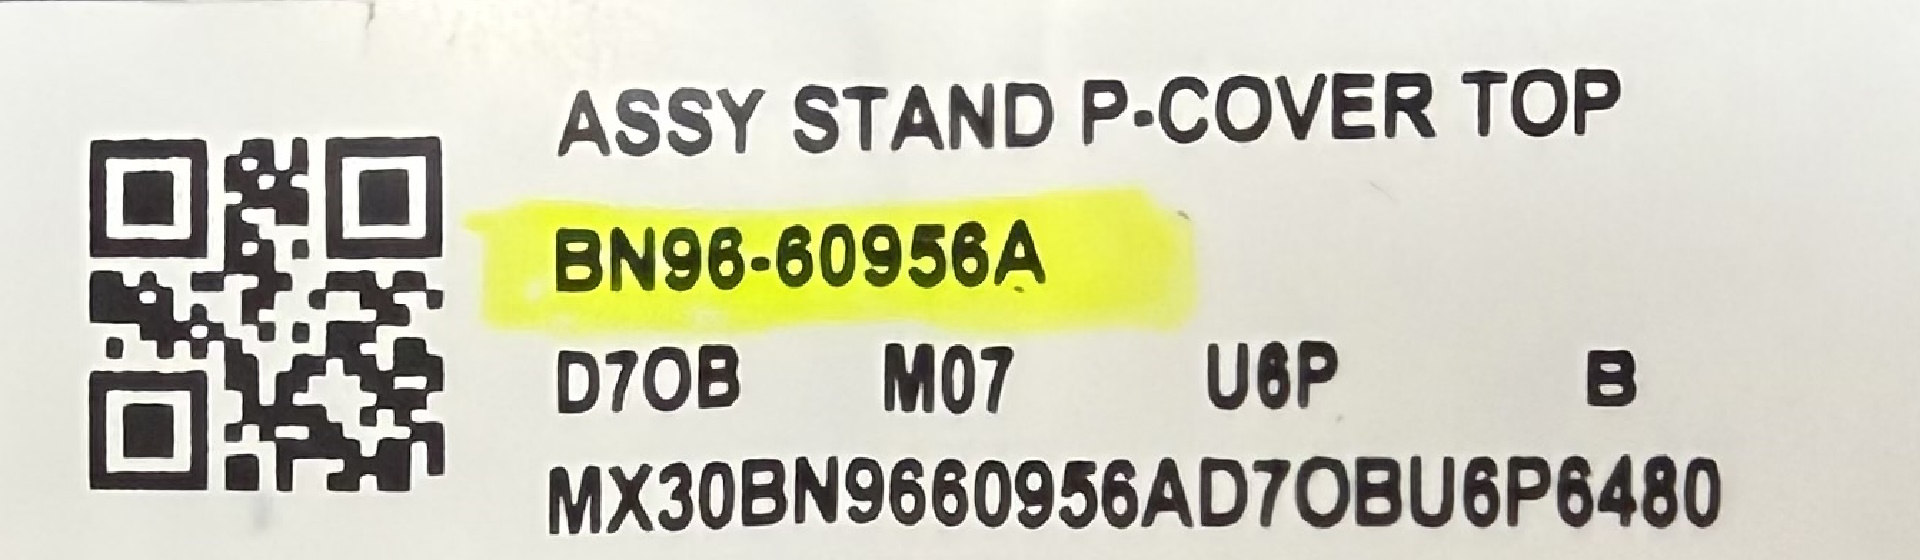 ASSY STAND P-COVER TOP
BN96-60956A
D7OB M07 U6P B
MX30BN9660956AD7OBU6P6480